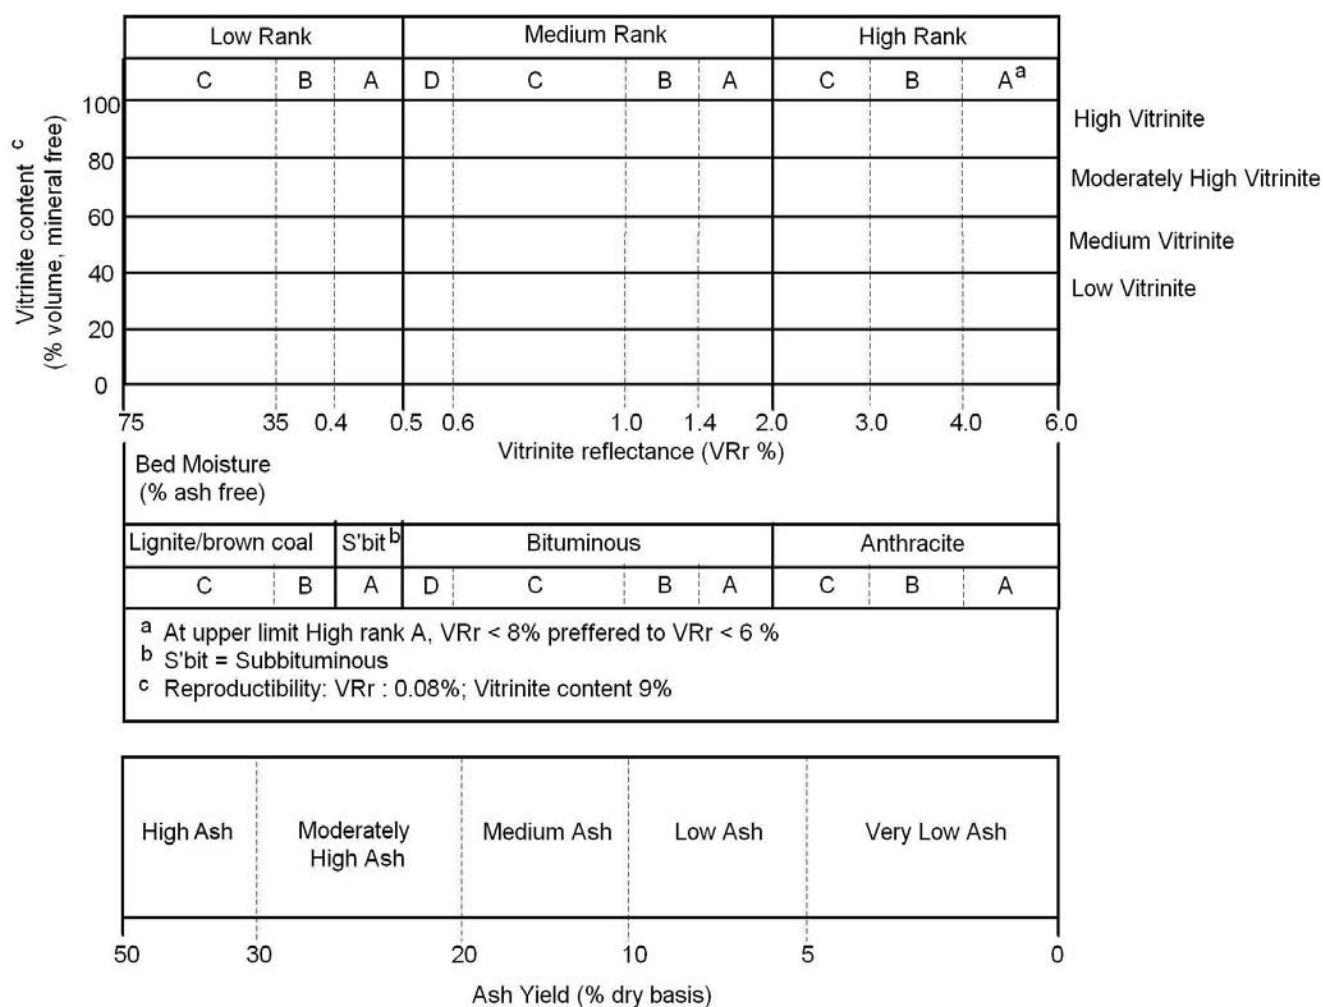 Low Rank Medium Rank High Rank
C B A D C B A C B Aᵃ
Vitrinite content ᶜ
(% volume, mineral free)
100
80
60
40
20
0
High Vitrinite
Moderately High Vitrinite
Medium Vitrinite
Low Vitrinite
75 35 0.4 0.5 0.6 1.0 1.4 2.0 3.0 4.0 6.0
Vitrinite reflectance (VRr %)
Bed Moisture
(% ash free)
Lignite/brown coal S'bit ᵇ Bituminous Anthracite
C B A D C B A C B A
ᵃ At upper limit High rank A, VRr < 8% preffered to VRr < 6 %
ᵇ S'bit = Subbituminous
ᶜ Reproductibility: VRr : 0.08%; Vitrinite content 9%
High Ash Moderately Medium Ash Low Ash Very Low Ash
High Ash
50 30 20 10 5 0
Ash Yield (% dry basis)